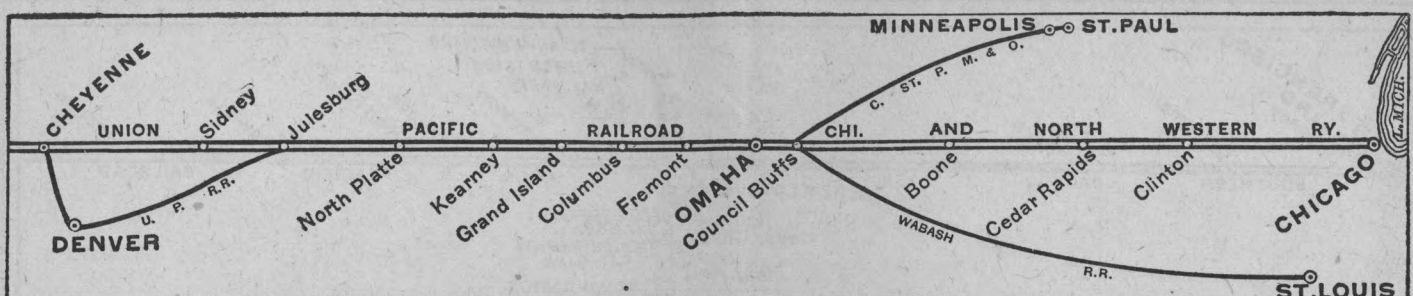 MINNEAPOLIS ST. PAUL
C. ST. P. M. & O.
L. MICH.
CHEYENNE
UNION PACIFIC RAILROAD
Sidney
Julesburg
CHI. AND NORTH WESTERN RY.
U. P. R.R.
DENVER
North Platte
Kearney
Grand Island
Columbus
Fremont
OMAHA
Council Bluffs
Boone
Cedar Rapids
Clinton
CHICAGO
WABASH R.R.
ST. LOUIS